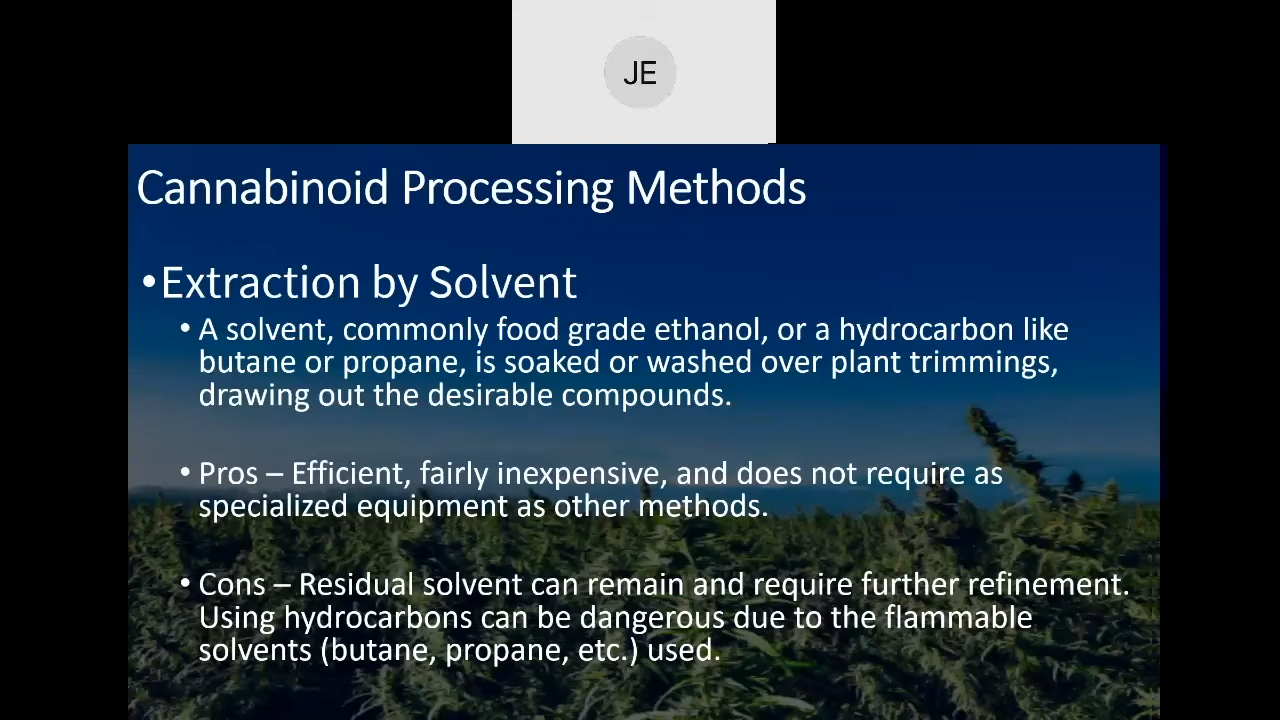 JE
Cannabinoid Processing Methods
•Extraction by Solvent
• A solvent, commonly food grade ethanol, or a hydrocarbon like
butane or propane, is soaked or washed over plant trimmings,
drawing out the desirable compounds.
• Pros – Efficient, fairly inexpensive, and does not require as
specialized equipment as other methods.
• Cons – Residual solvent can remain and require further refinement.
Using hydrocarbons can be dangerous due to the flammable
solvents (butane, propane, etc.) used.